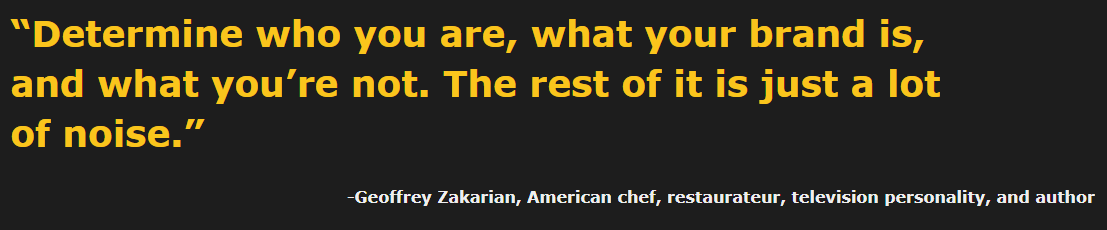 “Determine who you are, what your brand is,
and what you’re not. The rest of it is just a lot
of noise.”
-Geoffrey Zakarian, American chef, restaurateur, television personality, and author